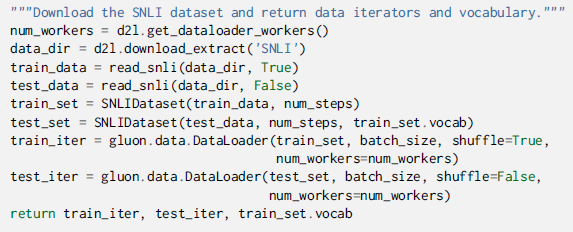 """Download the SNLI dataset and return data iterators and vocabulary."""
num_workers = d2l.get_dataloader_workers()
data_dir = d2l.download_extract('SNLI')
train_data = read_snli(data_dir, True)
test_data = read_snli(data_dir, False)
train_set = SNLIDataset(train_data, num_steps)
test_set = SNLIDataset(test_data, num_steps, train_set.vocab)
train_iter = gluon.data.DataLoader(train_set, batch_size, shuffle=True,
                                   num_workers=num_workers)
test_iter = gluon.data.DataLoader(test_set, batch_size, shuffle=False,
                                  num_workers=num_workers)
return train_iter, test_iter, train_set.vocab